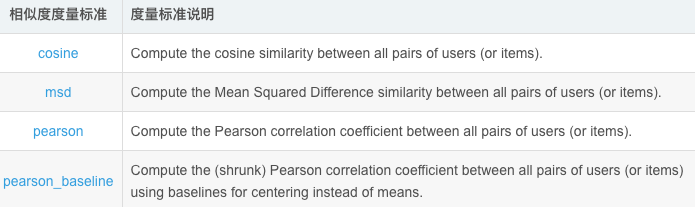 相似度度量标准 度量标准说明
cosine Compute the cosine similarity between all pairs of users (or items).
msd Compute the Mean Squared Difference similarity between all pairs of users (or items).
pearson Compute the Pearson correlation coefficient between all pairs of users (or items).
pearson_baseline Compute the (shrunk) Pearson correlation coefficient between all pairs of users (or items)
using baselines for centering instead of means.